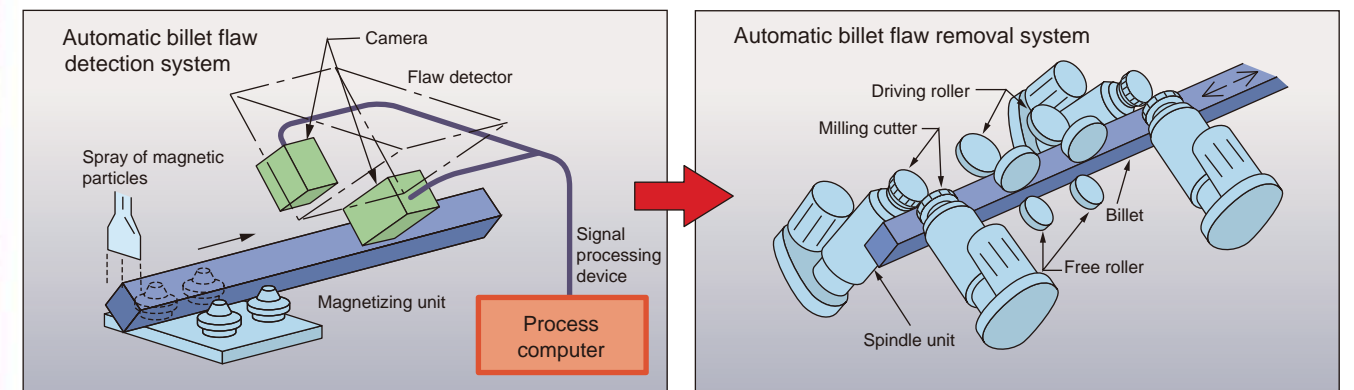 Automatic billet flaw
detection system
Camera
Flaw detector
Spray of magnetic
particles
Signal
processing
device
Magnetizing unit
Process
computer
Automatic billet flaw removal system
Driving roller
Milling cutter
Billet
Free roller
Spindle unit